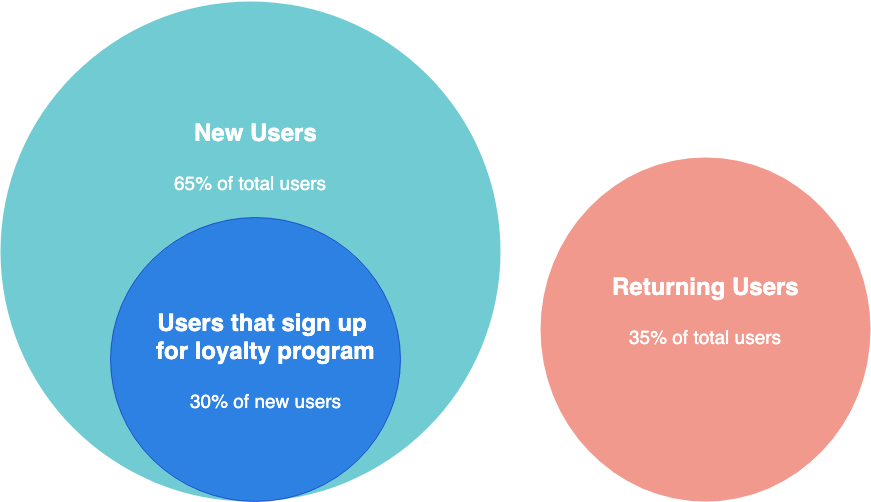 New Users
65% of total users
Users that sign up
for loyalty program
30% of new users
Returning Users
35% of total users